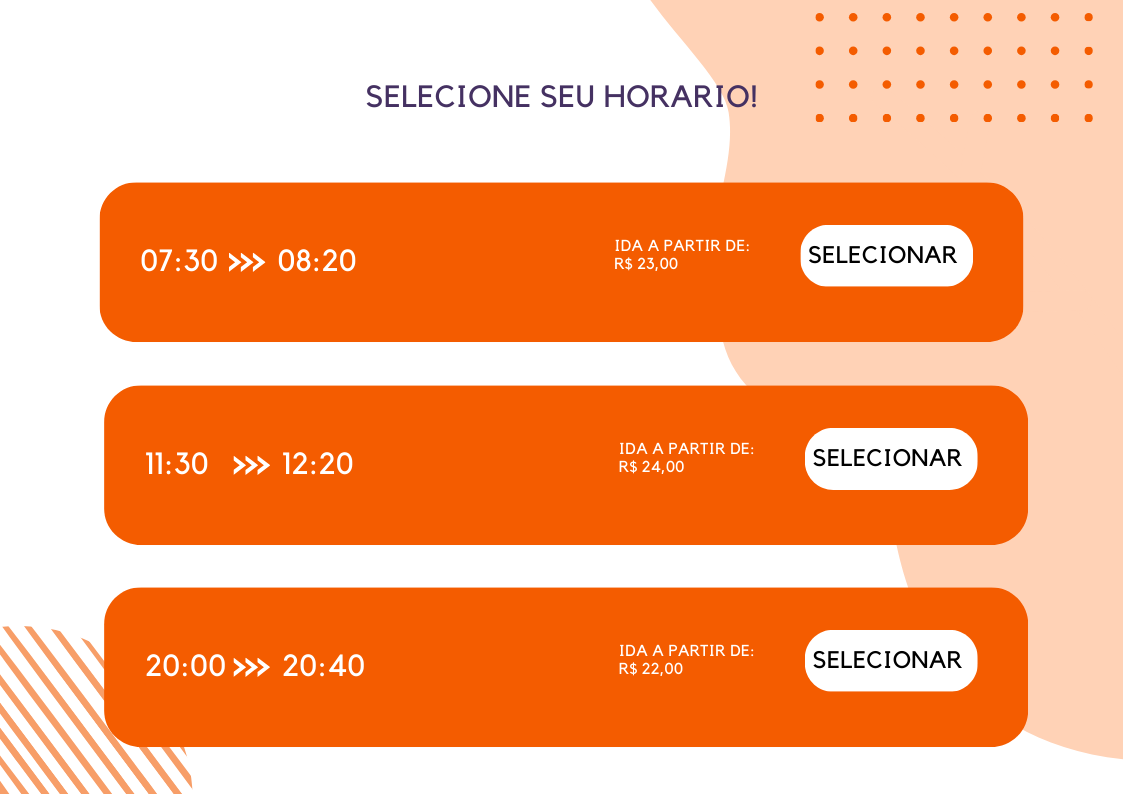 SELECIONE SEU HORARIO!
07:30 >>> 08:20
IDA A PARTIR DE:
R$ 23,00
SELECIONAR
11:30 >>> 12:20
IDA A PARTIR DE:
R$ 24,00
SELECIONAR
20:00 >>> 20:40
IDA A PARTIR DE:
R$ 22,00
SELECIONAR